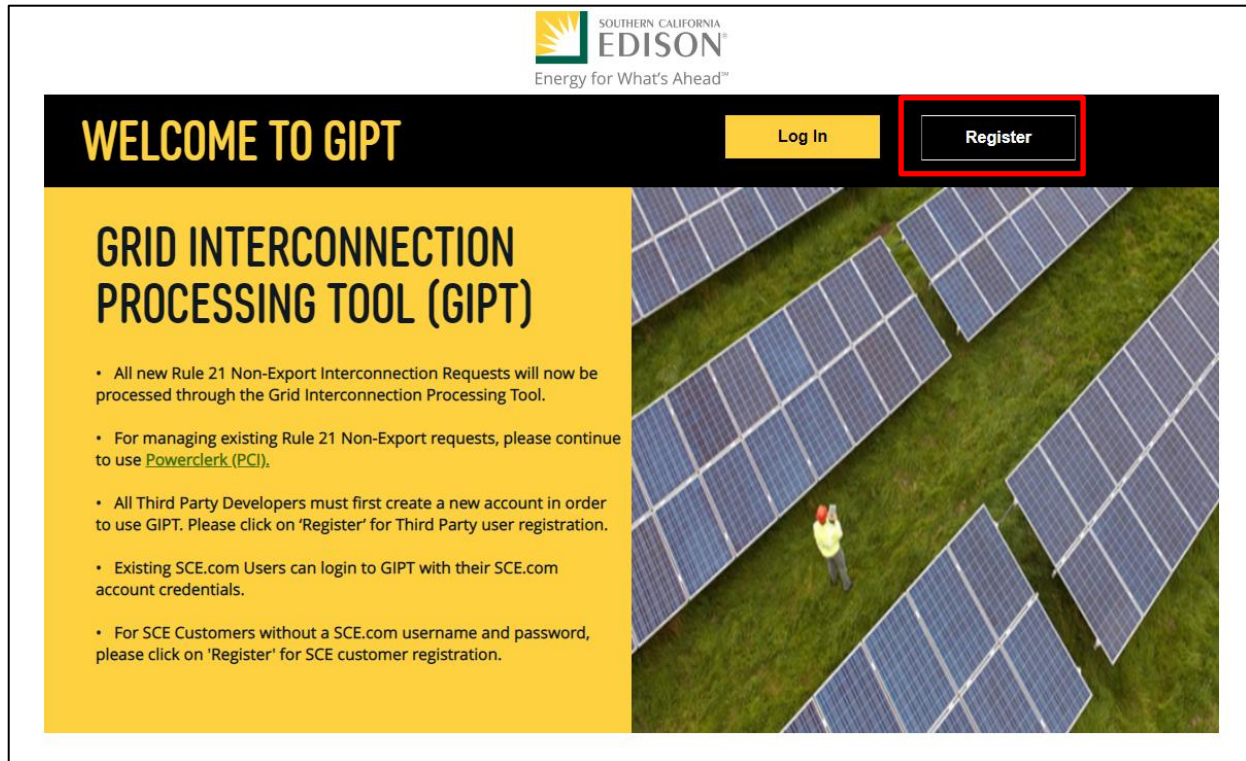 SOUTHERN CALIFORNIA
EDISON®
Energy for What's Ahead℠
WELCOME TO GIPT
Log In
Register
GRID INTERCONNECTION
PROCESSING TOOL (GIPT)
• All new Rule 21 Non-Export Interconnection Requests will now be
processed through the Grid Interconnection Processing Tool.
• For managing existing Rule 21 Non-Export requests, please continue
to use Powerclerk (PCI).
• All Third Party Developers must first create a new account in order
to use GIPT. Please click on ‘Register’ for Third Party user registration.
• Existing SCE.com Users can login to GIPT with their SCE.com
account credentials.
• For SCE Customers without a SCE.com username and password,
please click on 'Register' for SCE customer registration.